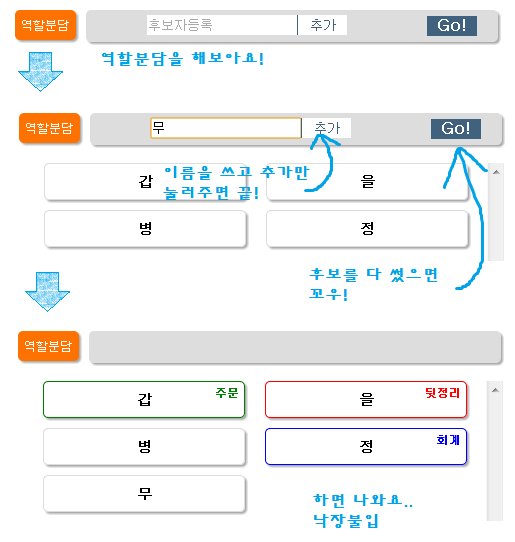 역할분담 후보자등록 추가 Go!
역할분담을 해보아요!
역할분담 무 추가 Go!
갑 을
이름을 쓰고 추가만
눌러주면 끝!
병 정
후보를 다 썼으면
꼬우!
역할분담
갑 주문 을 뒷정리
병 정 회계
무
하면 나와요..
낙장불입